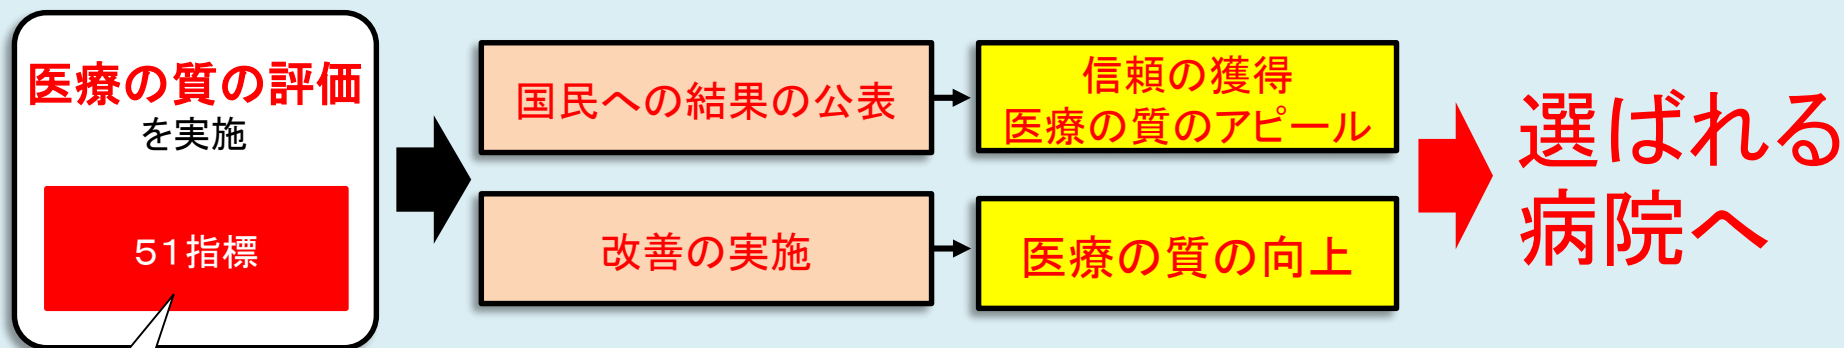 医療の質の評価
を実施
５１指標
国民への結果の公表
信頼の獲得
医療の質のアピール
改善の実施
医療の質の向上
選ばれる
病院へ